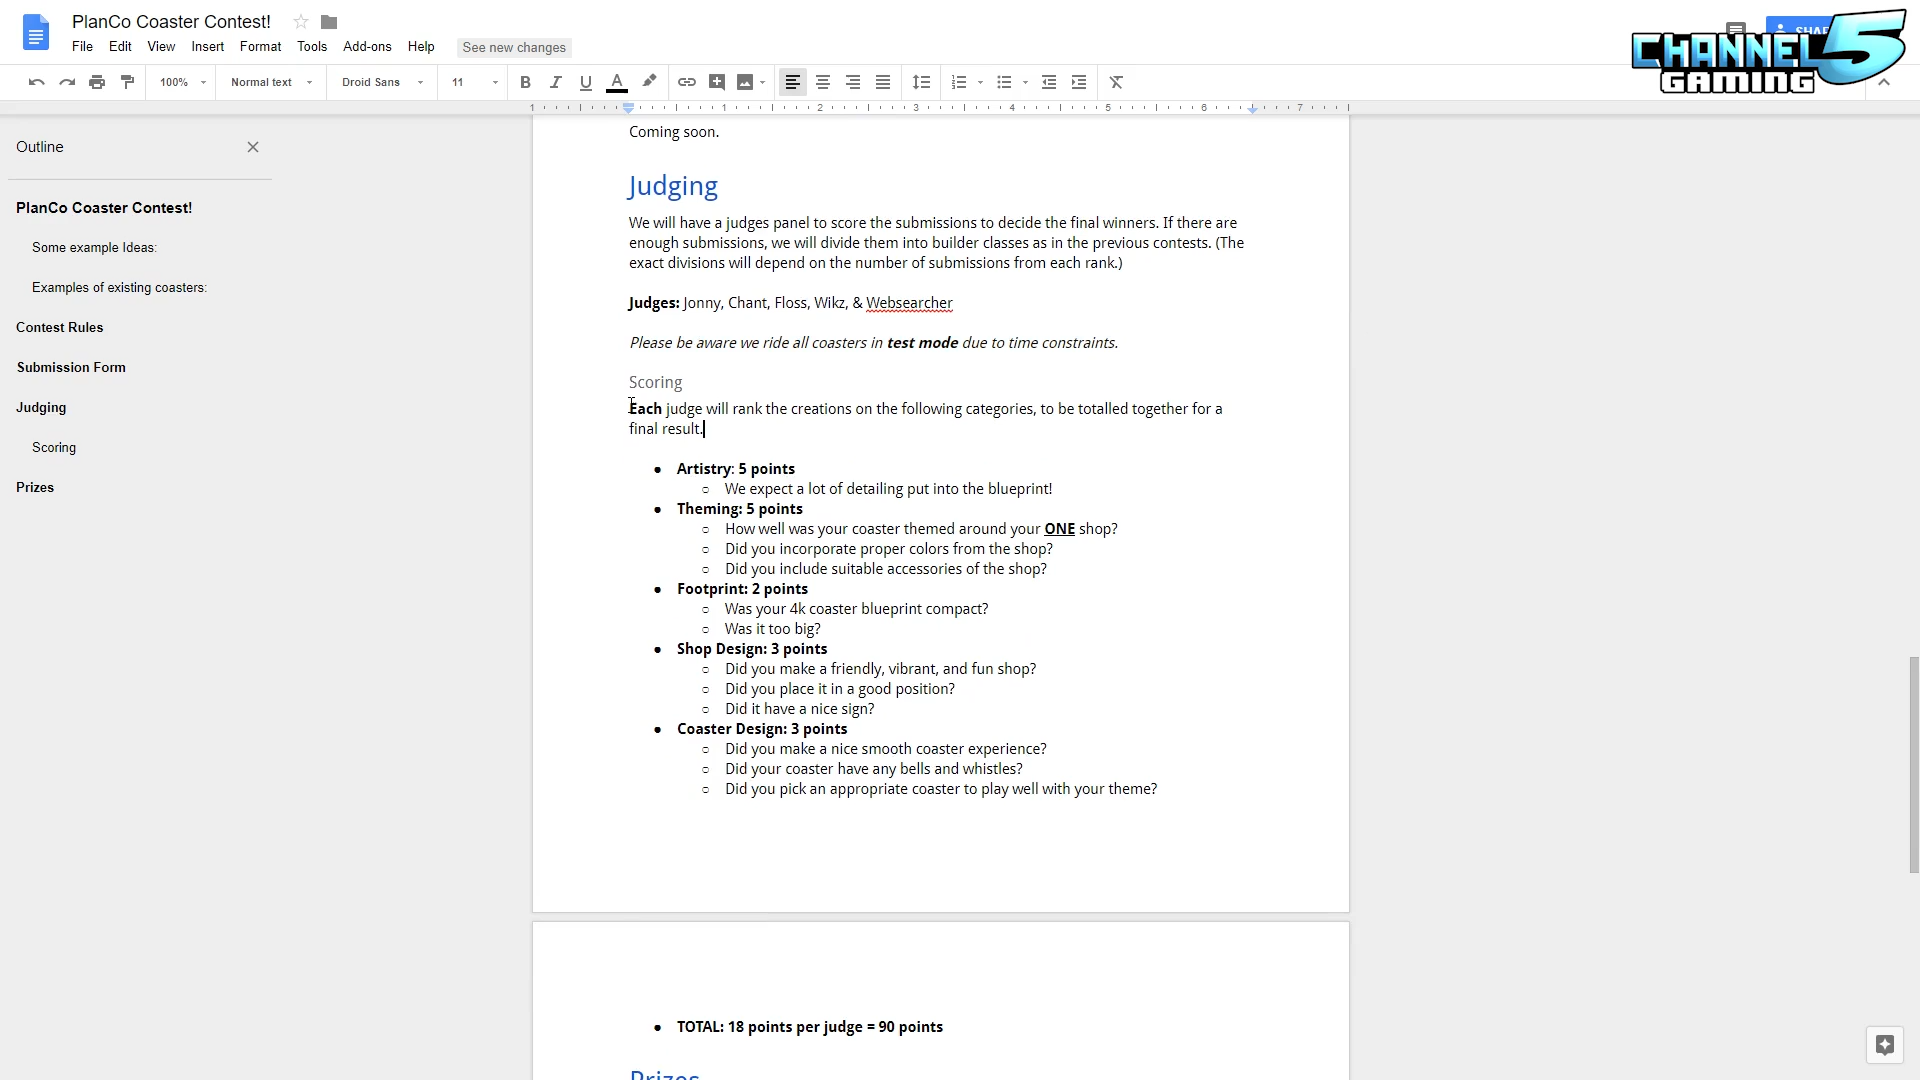 PlanCo Coaster Contest!
File Edit View Insert Format Tools Add-ons Help See new changes
CHANNEL 5
GAMING
100% Normal text Droid Sans 11 B I U A
1 1 2 3 4 5 6 7
Outline
PlanCo Coaster Contest!
Some example Ideas:
Examples of existing coasters:
Contest Rules
Submission Form
Judging
Scoring
Prizes
Coming soon.
Judging
We will have a judges panel to score the submissions to decide the final winners. If there are
enough submissions, we will divide them into builder classes as in the previous contests. (The
exact divisions will depend on the number of submissions from each rank.)
Judges: Jonny, Chant, Floss, Wikz, & Websearcher
Please be aware we ride all coasters in test mode due to time constraints.
Scoring
Each judge will rank the creations on the following categories, to be totalled together for a
final result.
● Artistry: 5 points
○ We expect a lot of detailing put into the blueprint!
● Theming: 5 points
○ How well was your coaster themed around your ONE shop?
○ Did you incorporate proper colors from the shop?
○ Did you include suitable accessories of the shop?
● Footprint: 2 points
○ Was your 4k coaster blueprint compact?
○ Was it too big?
● Shop Design: 3 points
○ Did you make a friendly, vibrant, and fun shop?
○ Did you place it in a good position?
○ Did it have a nice sign?
● Coaster Design: 3 points
○ Did you make a nice smooth coaster experience?
○ Did your coaster have any bells and whistles?
○ Did you pick an appropriate coaster to play well with your theme?
● TOTAL: 18 points per judge = 90 points
Prizes